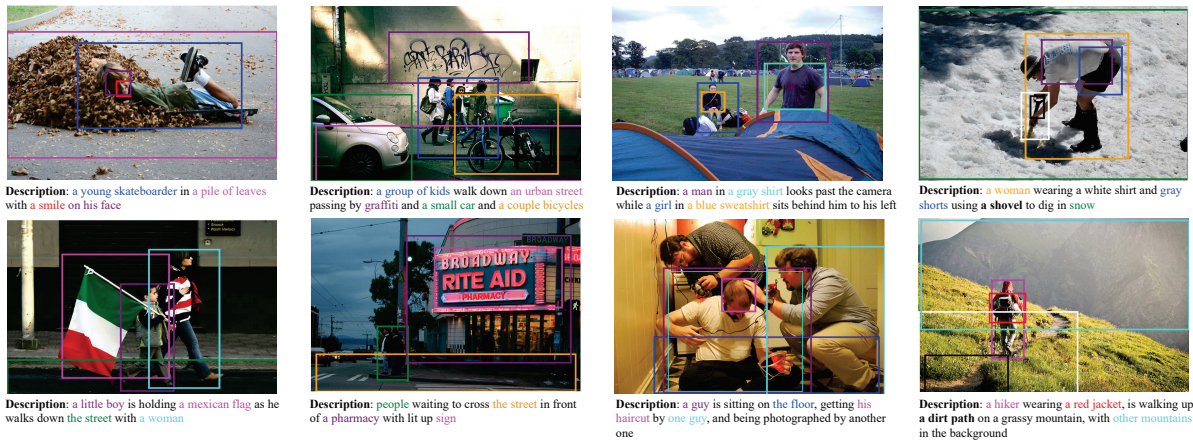 Description: a young skateboarder in a pile of leaves
with a smile on his face
Description: a group of kids walk down an urban street
passing by graffiti and a small car and a couple bicycles
Description: a man in a gray shirt looks past the camera
while a girl in a blue sweatshirt sits behind him to his left
Description: a woman wearing a white shirt and gray
shorts using a shovel to dig in snow
BROADWAY
BROADWAY
RITE AID
PHARMACY
Description: a little boy is holding a mexican flag as he
walks down the street with a woman
Description: people waiting to cross the street in front
of a pharmacy with lit up sign
Description: a guy is sitting on the floor, getting his
haircut by one guy, and being photographed by another
one
Description: a hiker wearing a red jacket, is walking up
a dirt path on a grassy mountain, with other mountains
in the background